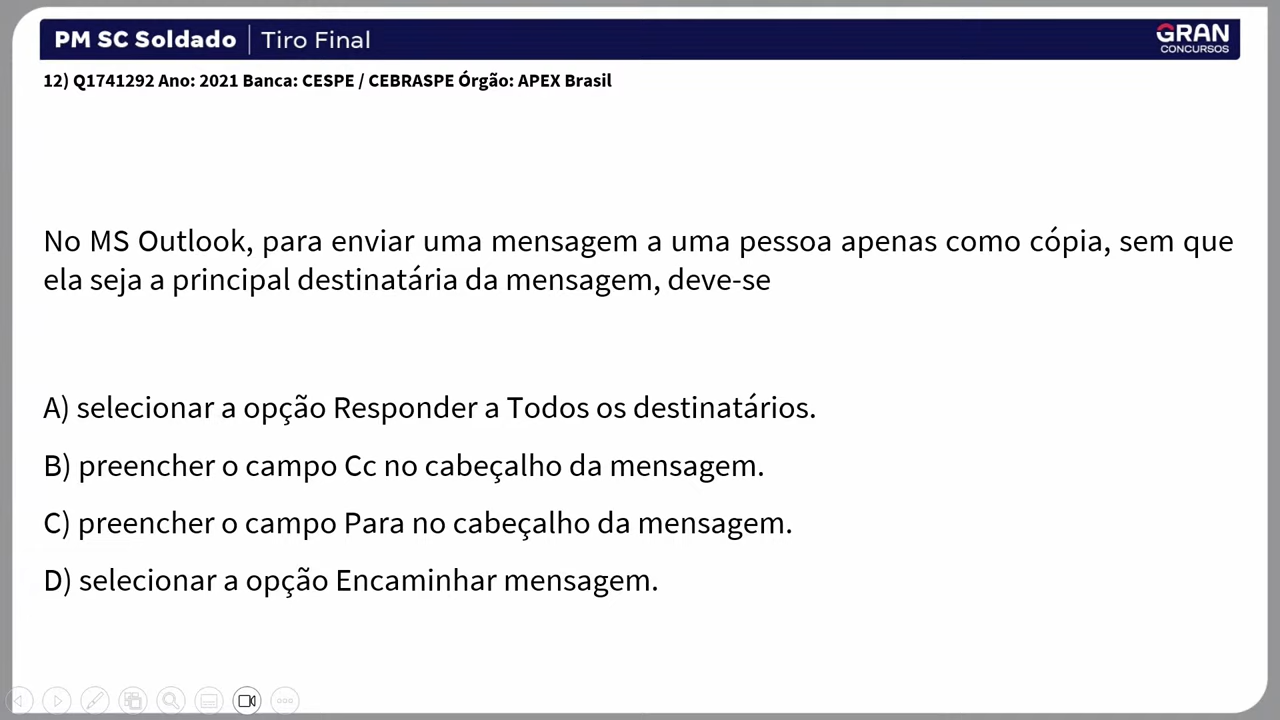 PM SC Soldado | Tiro Final
GRAN
CONCURSOS
12) Q1741292 Ano: 2021 Banca: CESPE / CEBRASPE Órgão: APEX Brasil
No MS Outlook, para enviar uma mensagem a uma pessoa apenas como cópia, sem que
ela seja a principal destinatária da mensagem, deve-se
A) selecionar a opção Responder a Todos os destinatários.
B) preencher o campo Cc no cabeçalho da mensagem.
C) preencher o campo Para no cabeçalho da mensagem.
D) selecionar a opção Encaminhar mensagem.